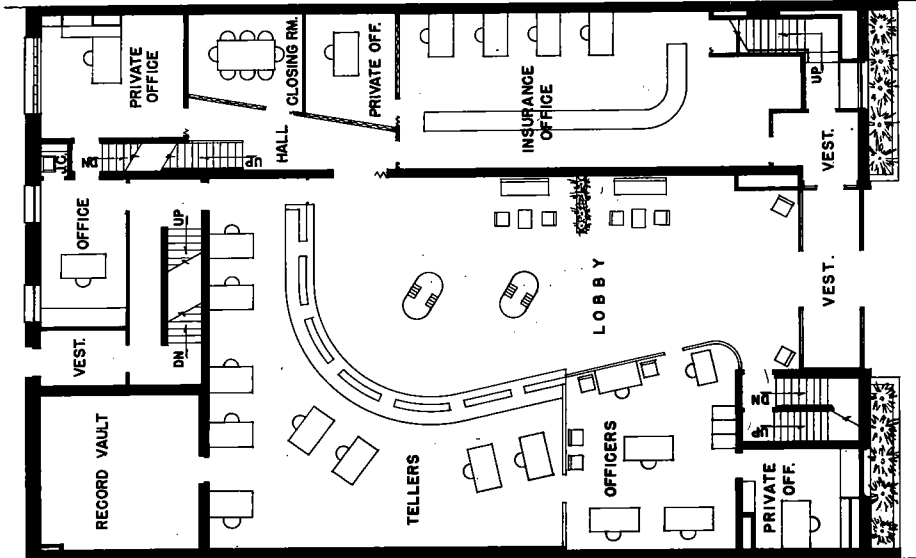 PRIVATE
OFFICE
CLOSING RM.
PRIVATE OFF.
INSURANCE
OFFICE
UP
J.C.
DN
UP
HALL
VEST.
OFFICE
UP
LOBBY
VEST.
VEST.
DN
DN
UP
RECORD VAULT
TELLERS
OFFICERS
PRIVATE
OFF.